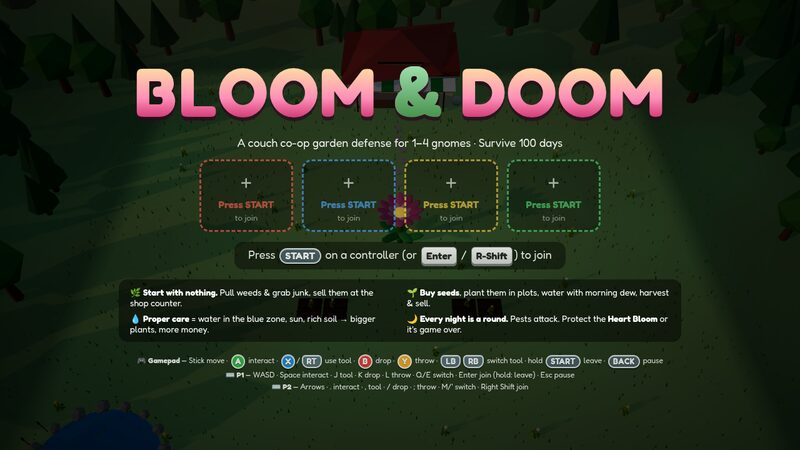 BLOOM & DOOM
A couch co-op garden defense for 1–4 gnomes · Survive 100 days
+ + + +
Press START Press START Press START Press START
to join to join to join to join
Press START on a controller (or Enter / R-Shift ) to join
🌿 Start with nothing. Pull weeds & grab junk, sell them at the
shop counter.
🌱 Buy seeds, plant them in plots, water with morning dew, harvest
& sell.
💧 Proper care = water in the blue zone, sun, rich soil → bigger
plants, more money.
🌙 Every night is a round. Pests attack. Protect the Heart Bloom or
it's game over.
🎮 Gamepad — Stick move · A interact · X / RT use tool · B drop · Y throw · LB RB switch tool · hold START leave · BACK pause
⌨ P1 — WASD · Space interact · J tool · K drop · L throw · Q/E switch · Enter join (hold: leave) · Esc pause
⌨ P2 — Arrows · . interact · , tool · / drop · ; throw · M/' switch · Right Shift join